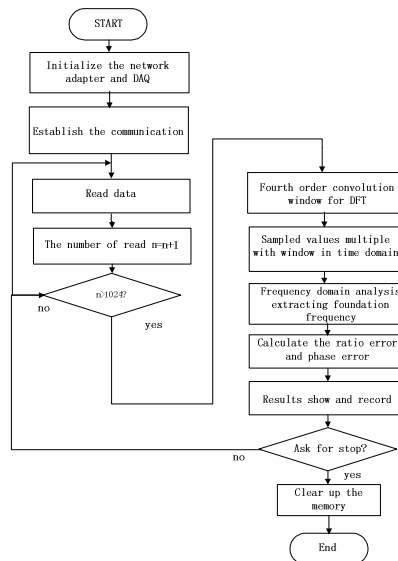 START
Initialize the network
adapter and DAQ
Establish the communication
Read data
The number of read n=n+1
n>1024?
no
yes
Fourth order convolution
window for DFT
Sampled values multiple
with window in time domain
Frequency domain analysis
extracting foundation
frequency
Calculate the ratio error
and phase error
Results show and record
Ask for stop?
no
yes
Clear up the
memory
End